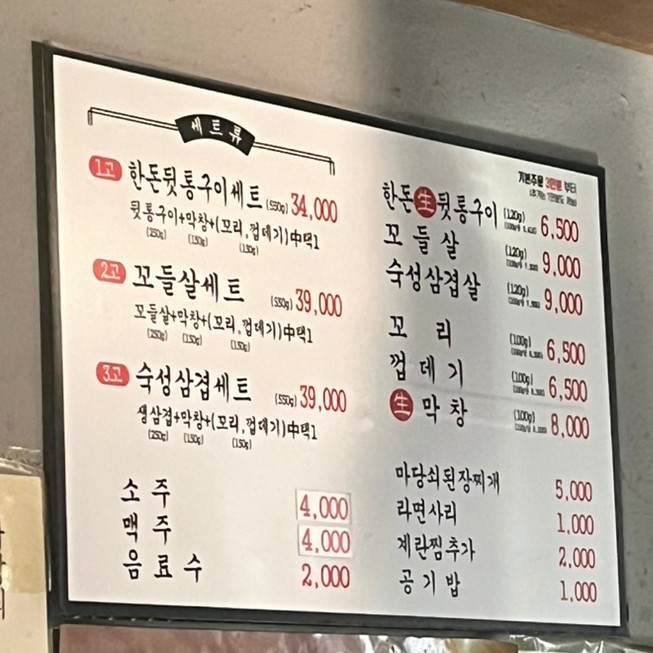 세트류
1고 한돈뒷통구이세트 (550g) 34,000
뒷통구이+막창+(꼬리,껍데기)中택1
(250g) (150g) (150g)
2고 꼬들살세트 (550g) 39,000
꼬들살+막창+(꼬리,껍데기)中택1
(250g) (150g) (150g)
3고 숙성삼겹세트 (550g) 39,000
생삼겹+막창+(꼬리,껍데기)中택1
(250g) (150g) (150g)
소주 4,000
맥주 4,000
음료수 2,000
기본주문 3인분 부터
한돈生뒷통구이 (120g) 6,500
꼬들살 (120g) 9,000
숙성삼겹살 (120g) 9,000
꼬리 (100g) 6,500
껍데기 (100g) 6,500
生막창 (100g) 8,000
마당쇠된장찌개 5,000
라면사리 1,000
계란찜추가 2,000
공기밥 1,000